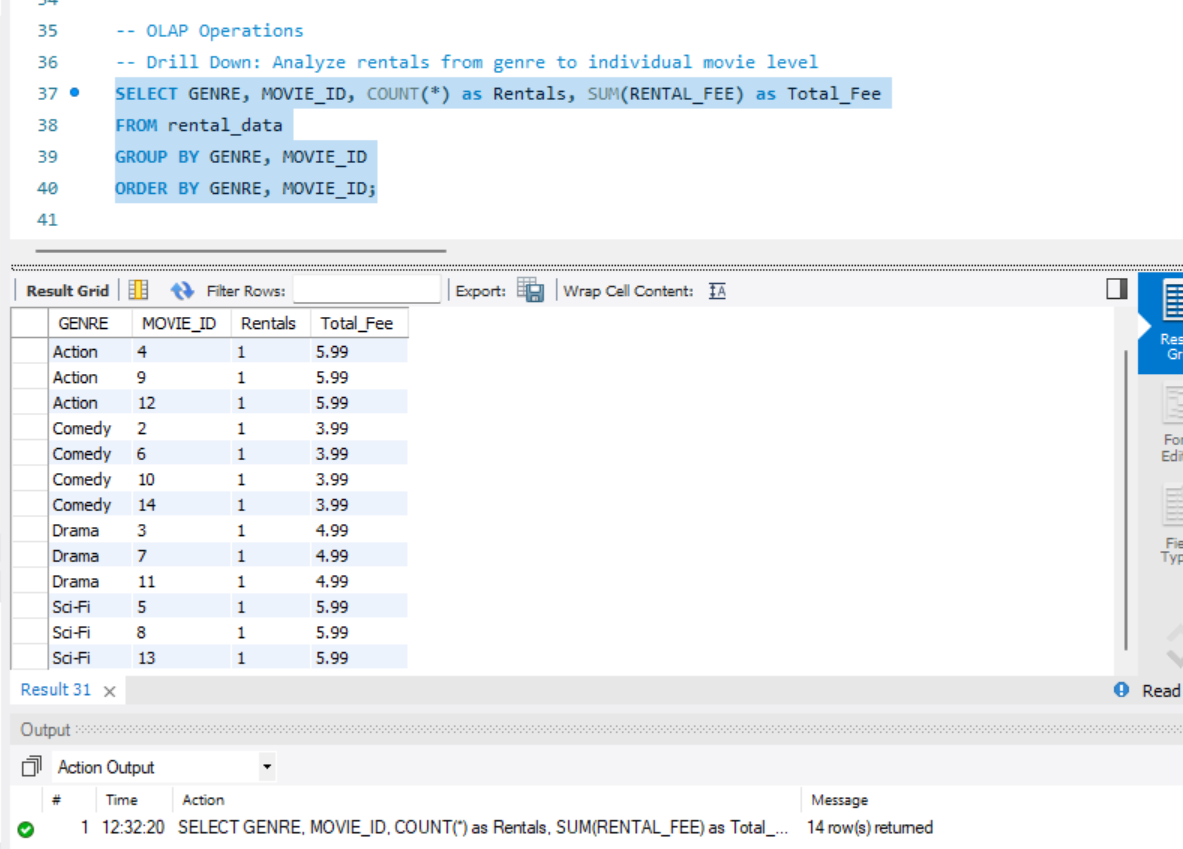 34
35 -- OLAP Operations
36 -- Drill Down: Analyze rentals from genre to individual movie level
37 SELECT GENRE, MOVIE_ID, COUNT(*) as Rentals, SUM(RENTAL_FEE) as Total_Fee
38 FROM rental_data
39 GROUP BY GENRE, MOVIE_ID
40 ORDER BY GENRE, MOVIE_ID;
41
Result Grid Filter Rows: Export: Wrap Cell Content:
GENRE MOVIE_ID Rentals Total_Fee
Action 4 1 5.99
Action 9 1 5.99
Action 12 1 5.99
Comedy 2 1 3.99
Comedy 6 1 3.99
Comedy 10 1 3.99
Comedy 14 1 3.99
Drama 3 1 4.99
Drama 7 1 4.99
Drama 11 1 4.99
Sci-Fi 5 1 5.99
Sci-Fi 8 1 5.99
Sci-Fi 13 1 5.99
Result 31 Read
Output
Action Output
# Time Action Message
1 12:32:20 SELECT GENRE, MOVIE_ID, COUNT(*) as Rentals, SUM(RENTAL_FEE) as Total_... 14 row(s) returned